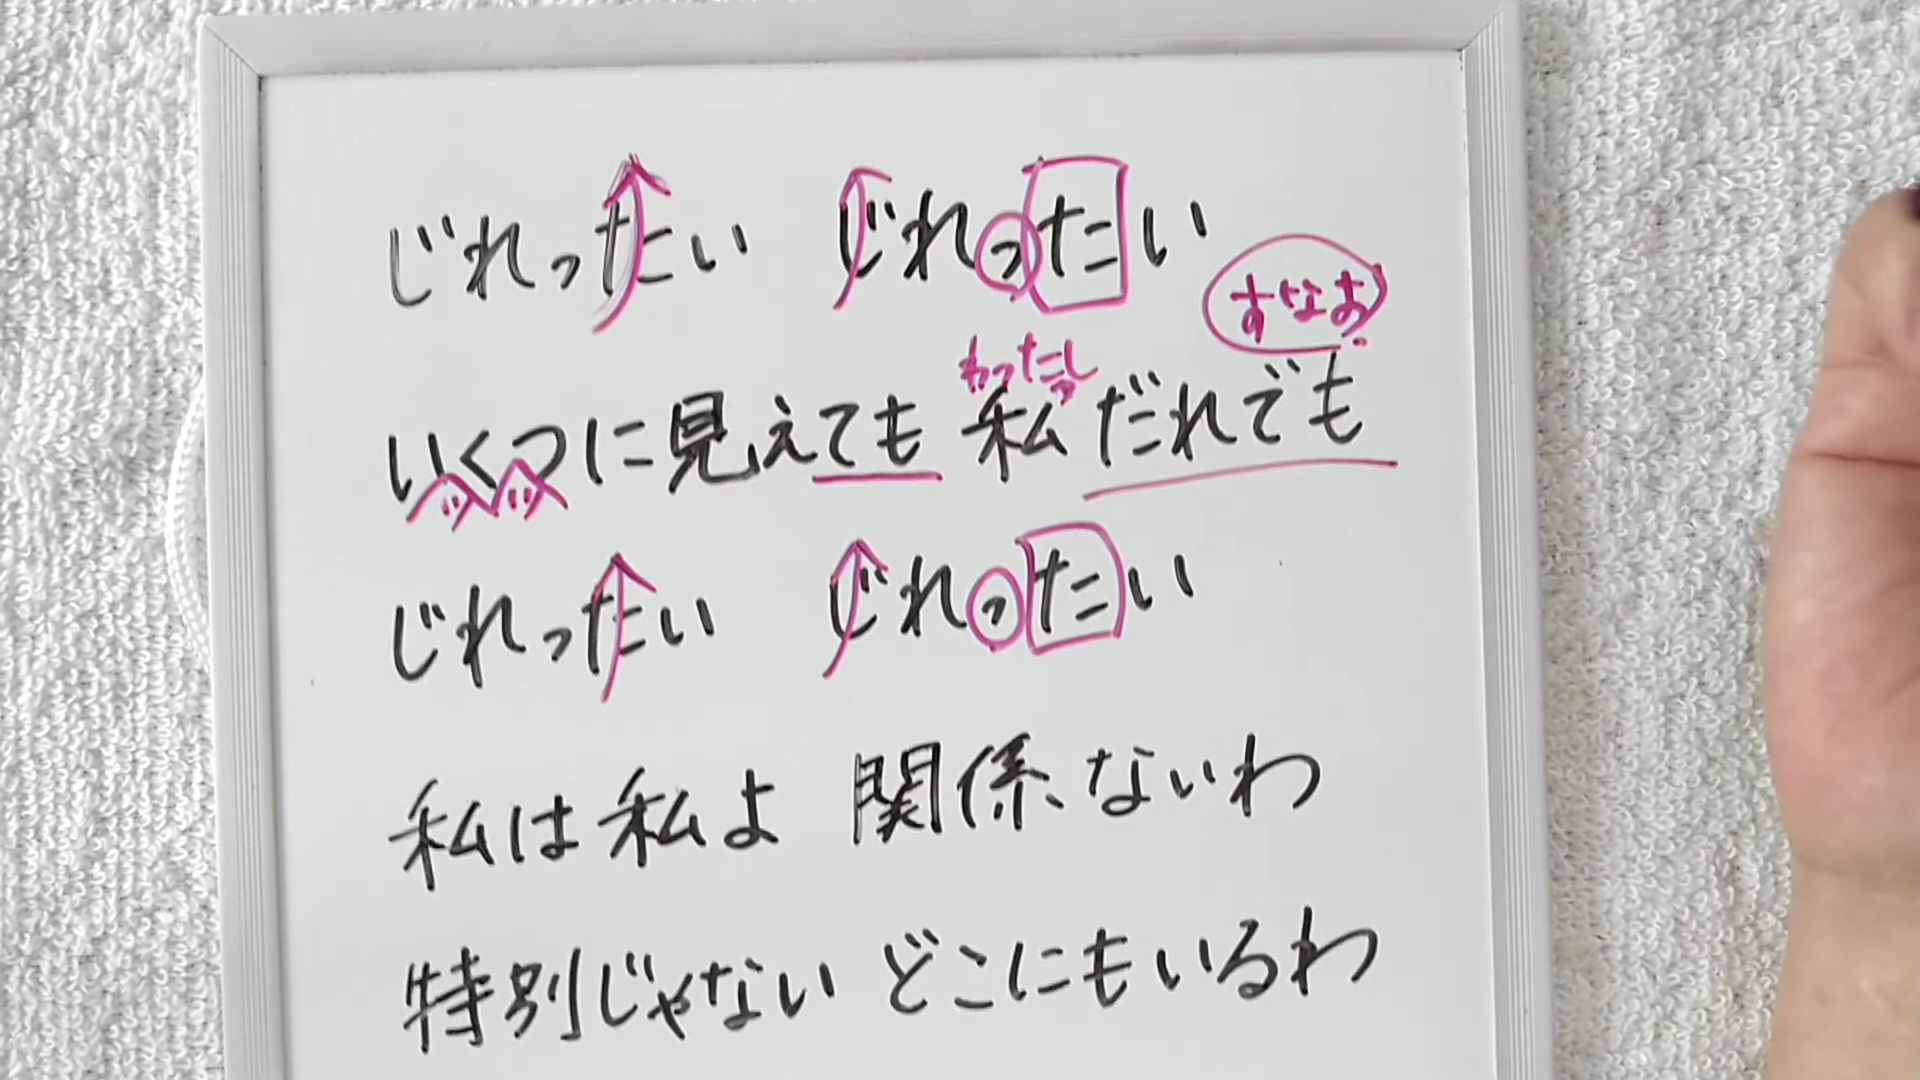 じれったい じれったい
すなお
わったし
いくつに見えても 私だれでも
じれったい じれったい
私は私よ 関係ないわ
特別じゃない どこにもいるわ